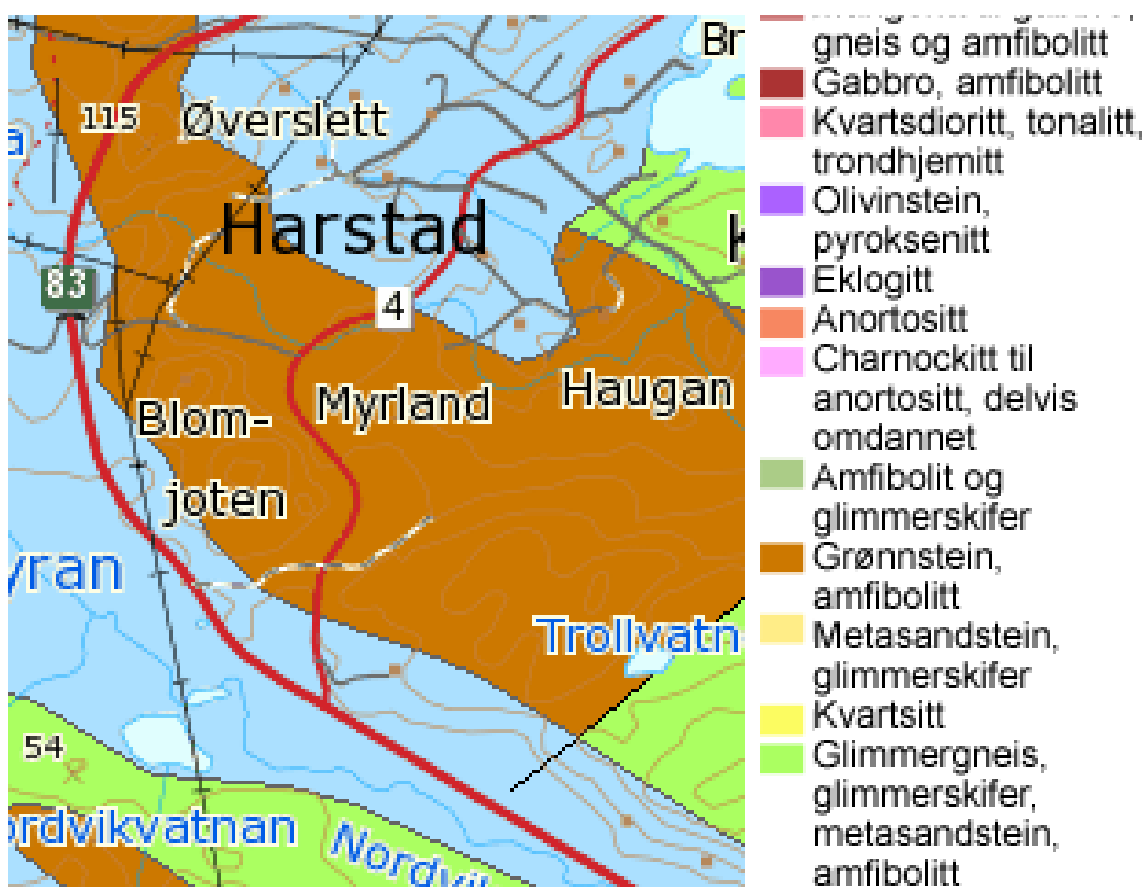 Br
115
Øverslett
a
Harstad
K
83
4
Myrland
Haugan
Blom-
joten
yran
Trollvatn
54
ordvikvatnan
Nordvil
gneis og amfibolitt
Gabbro, amfibolitt
Kvartsdioritt, tonalitt,
trondhjemitt
Olivinstein,
pyroksenitt
Eklogitt
Anortositt
Charnockitt til
anortositt, delvis
omdannet
Amfibolit og
glimmerskifer
Grønnstein,
amfibolitt
Metasandstein,
glimmerskifer
Kvartsitt
Glimmergneis,
glimmerskifer,
metasandstein,
amfibolitt